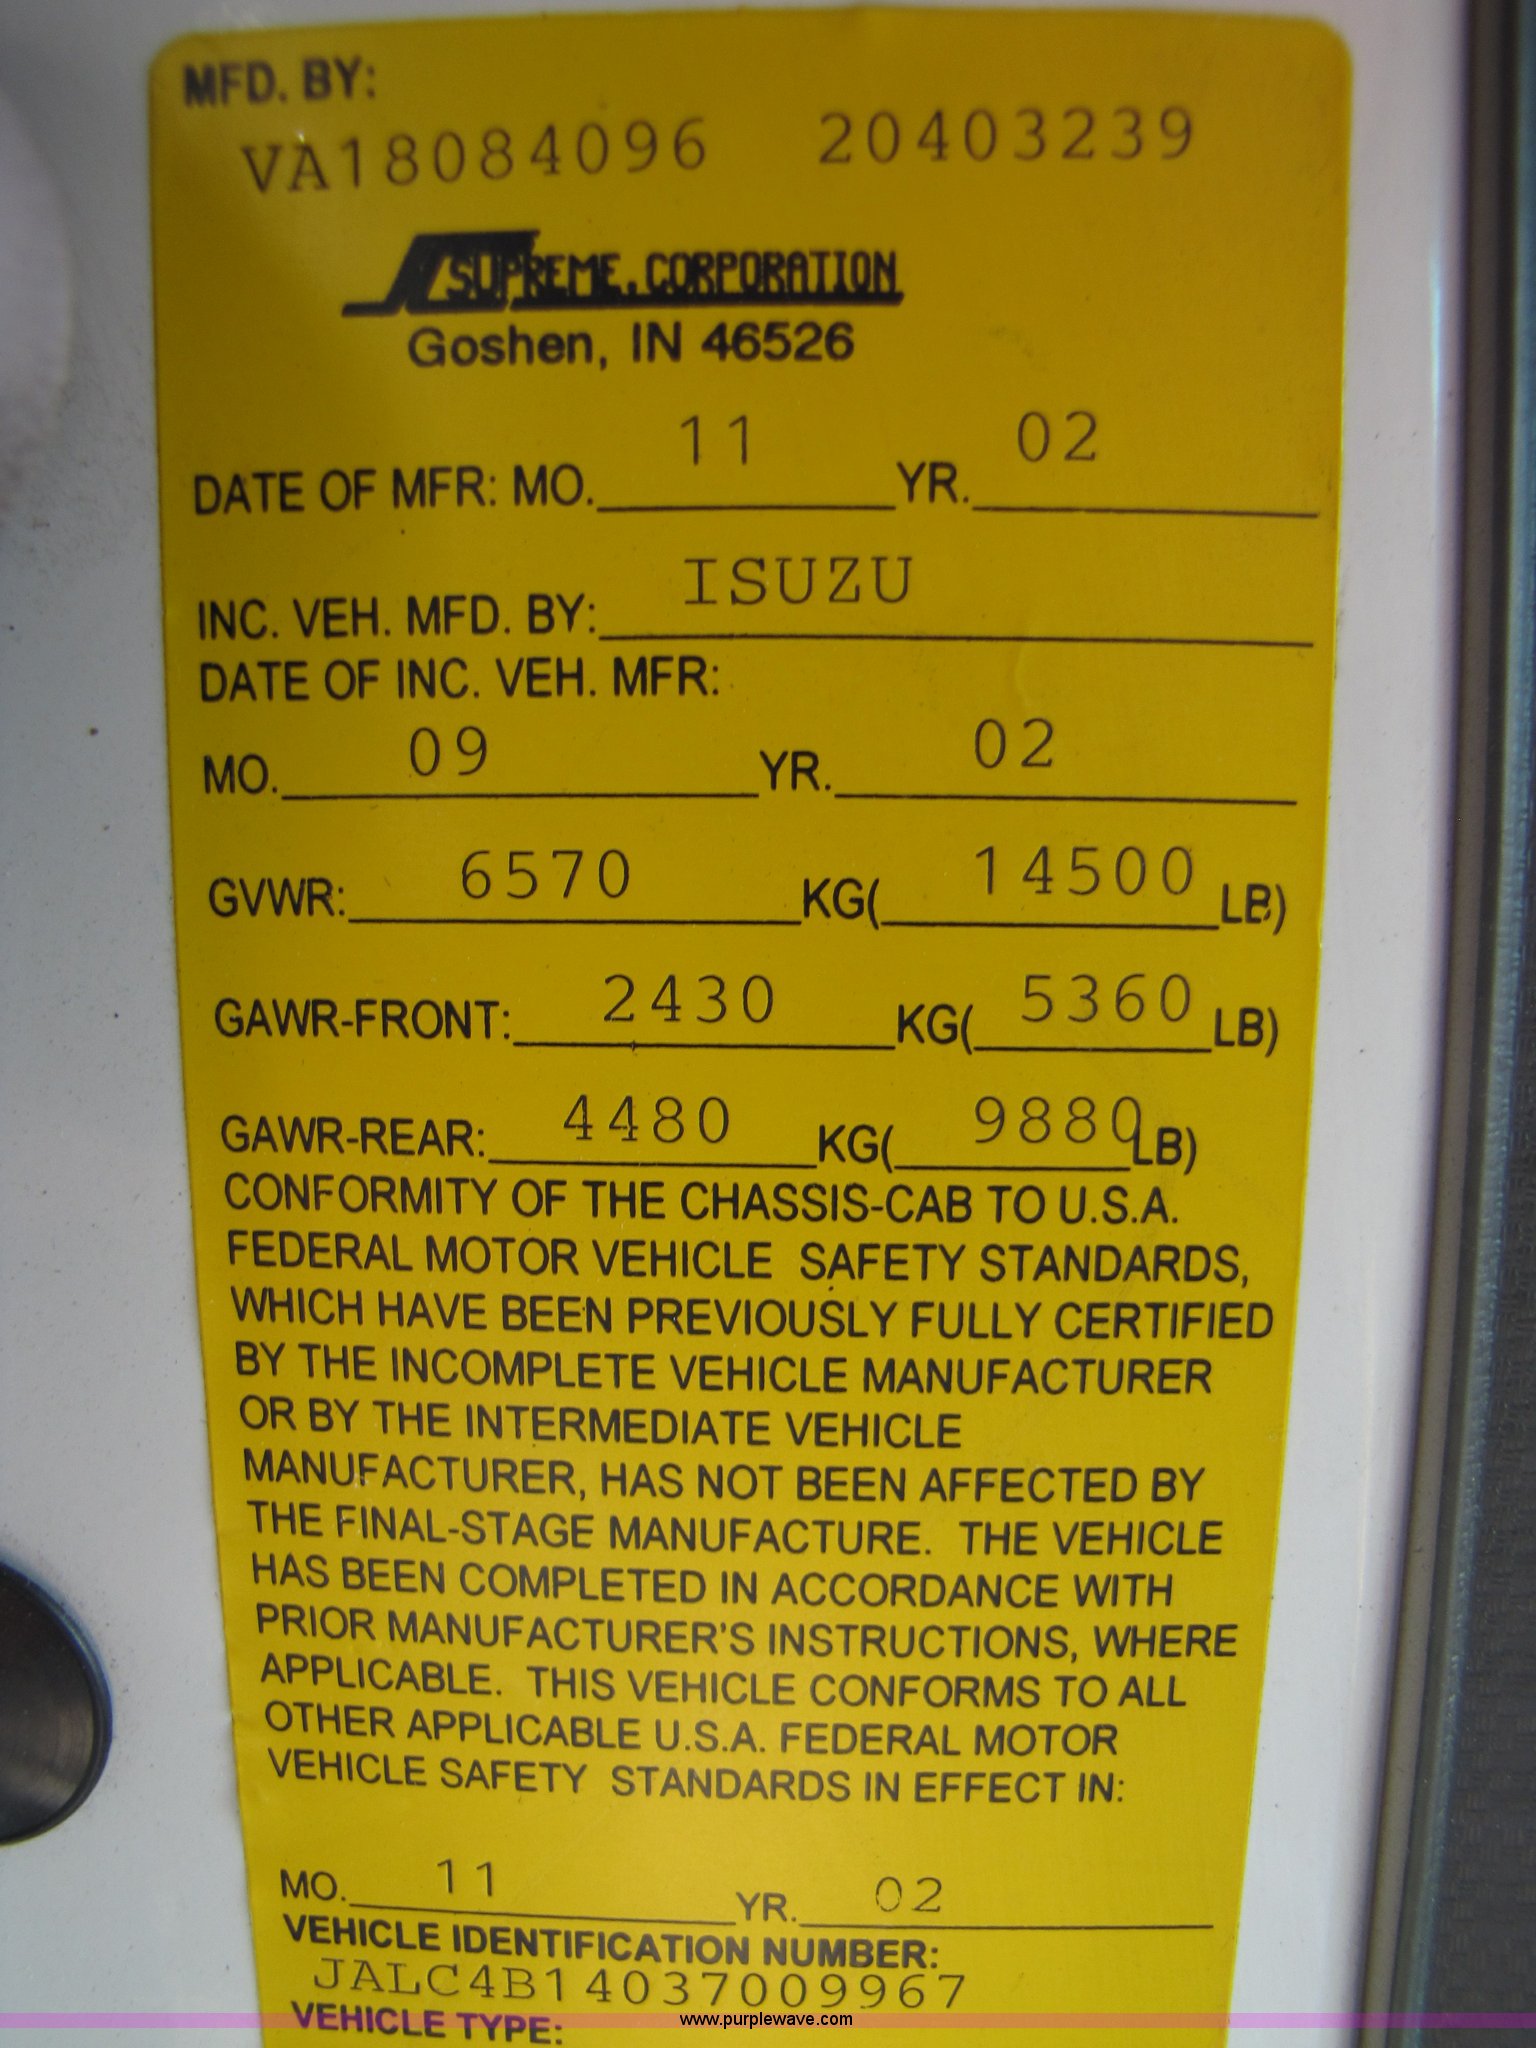 MFD. BY:
VA18084096 20403239
SUPREME.CORPORATION
Goshen, IN 46526
DATE OF MFR: MO. 11 YR. 02
INC. VEH. MFD. BY: ISUZU
DATE OF INC. VEH. MFR:
MO. 09 YR. 02
GVWR: 6570 KG( 14500 LB)
GAWR-FRONT: 2430 KG( 5360 LB)
GAWR-REAR: 4480 KG( 9880 LB)
CONFORMITY OF THE CHASSIS-CAB TO U.S.A.
FEDERAL MOTOR VEHICLE SAFETY STANDARDS,
WHICH HAVE BEEN PREVIOUSLY FULLY CERTIFIED
BY THE INCOMPLETE VEHICLE MANUFACTURER
OR BY THE INTERMEDIATE VEHICLE
MANUFACTURER, HAS NOT BEEN AFFECTED BY
THE FINAL-STAGE MANUFACTURE. THE VEHICLE
HAS BEEN COMPLETED IN ACCORDANCE WITH
PRIOR MANUFACTURER'S INSTRUCTIONS, WHERE
APPLICABLE. THIS VEHICLE CONFORMS TO ALL
OTHER APPLICABLE U.S.A. FEDERAL MOTOR
VEHICLE SAFETY STANDARDS IN EFFECT IN:
MO. 11 YR. 02
VEHICLE IDENTIFICATION NUMBER:
JALC4B14037009967
VEHICLE TYPE:
www.purplewave.com